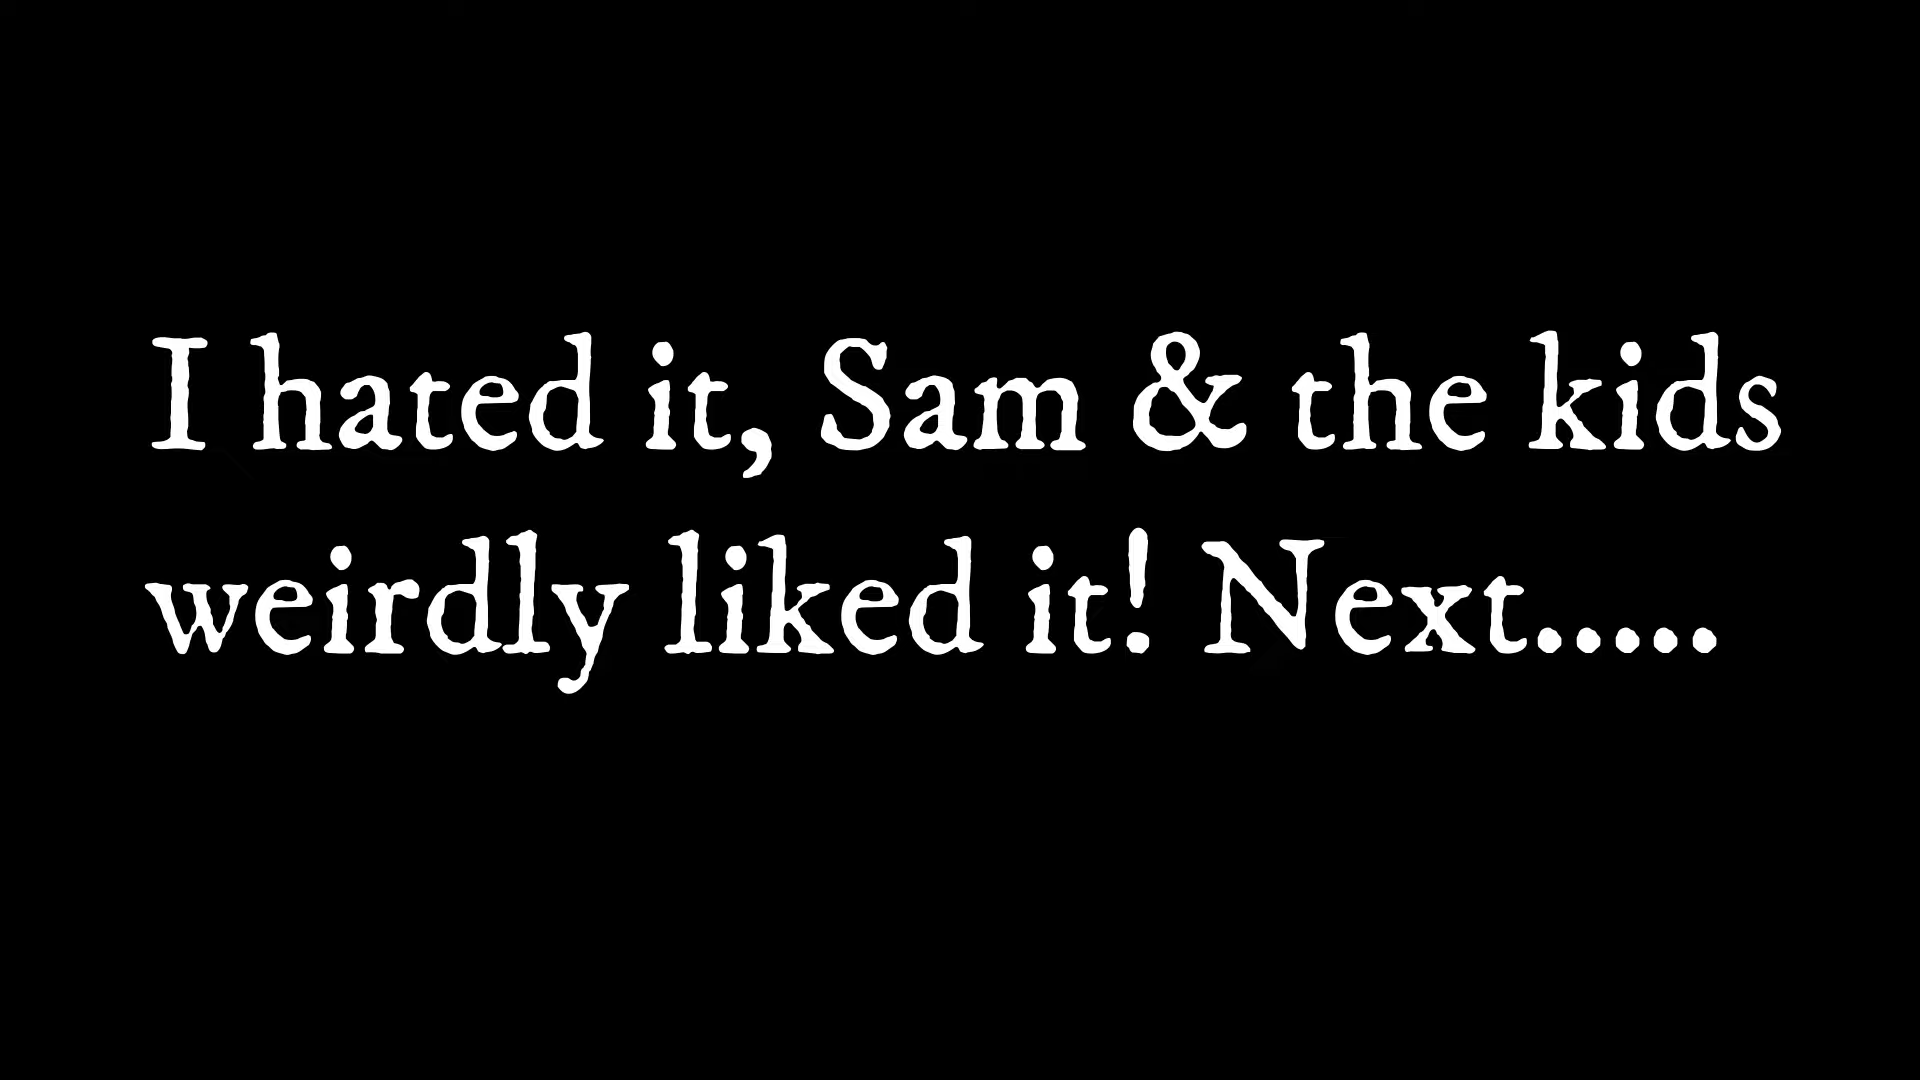 I hated it, Sam & the kids
weirdly liked it! Next.....